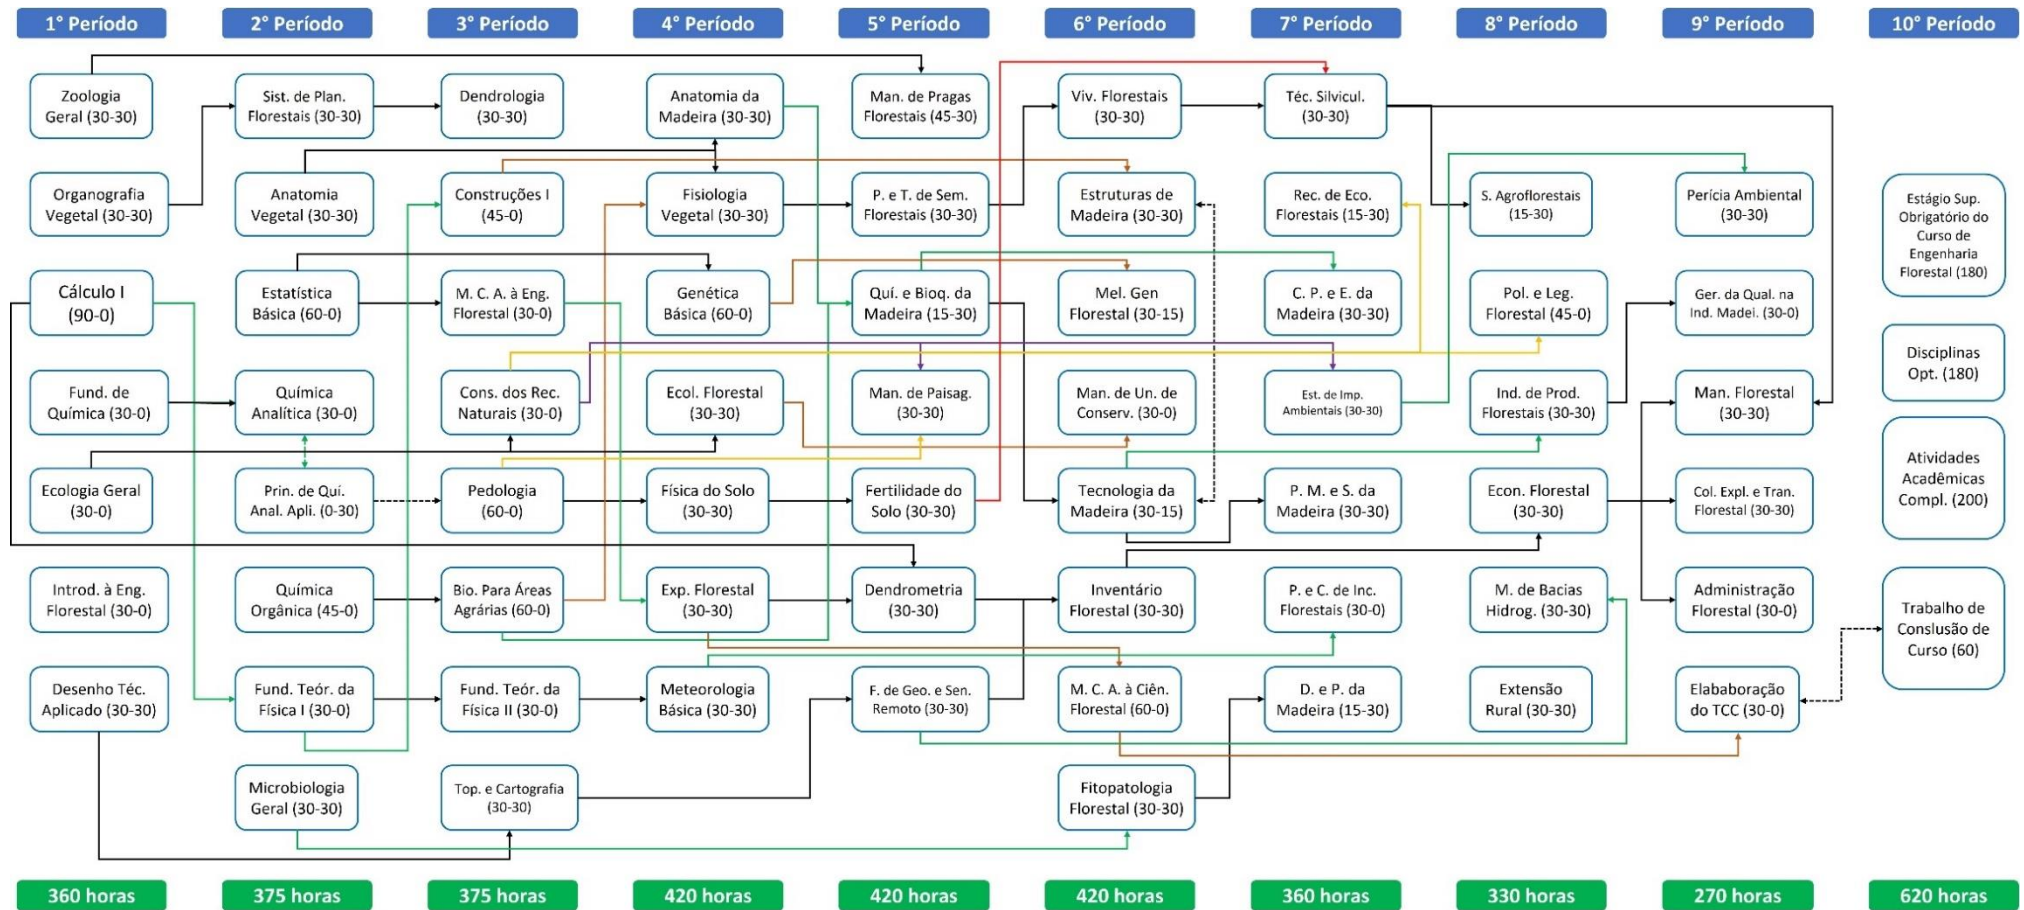 1° Período
2° Período
3° Período
4° Período
5° Período
6° Período
7° Período
8° Período
9° Período
10° Período
Zoologia
Geral (30-30)
Sist. de Plan.
Florestais (30-30)
Dendrologia
(30-30)
Anatomia da
Madeira (30-30)
Man. de Pragas
Florestais (45-30)
Viv. Florestais
(30-30)
Téc. Silvicul.
(30-30)
Organografia
Vegetal (30-30)
Anatomia
Vegetal (30-30)
Construções I
(45-0)
Fisiologia
Vegetal (30-30)
P. e T. de Sem.
Florestais (30-30)
Estruturas de
Madeira (30-30)
Rec. de Eco.
Florestais (15-30)
S. Agroflorestais
(15-30)
Perícia Ambiental
(30-30)
Estágio Sup.
Obrigatório do
Curso de
Engenharia
Florestal (180)
Cálculo I
(90-0)
Estatística
Básica (60-0)
M. C. A. à Eng.
Florestal (30-0)
Genética
Básica (60-0)
Quí. e Bioq. da
Madeira (15-30)
Mel. Gen
Florestal (30-15)
C. P. e E. da
Madeira (30-30)
Pol. e Leg.
Florestal (45-0)
Ger. da Qual. na
Ind. Madei. (30-0)
Disciplinas
Opt. (180)
Fund. de
Química (30-0)
Química
Analítica (30-0)
Cons. dos Rec.
Naturais (30-0)
Ecol. Florestal
(30-30)
Man. de Paisag.
(30-30)
Man. de Un. de
Conserv. (30-0)
Est. de Imp.
Ambientais (30-30)
Ind. de Prod.
Florestais (30-30)
Man. Florestal
(30-30)
Atividades
Acadêmicas
Compl. (200)
Ecologia Geral
(30-0)
Prin. de Quí.
Anal. Apli. (0-30)
Pedologia
(60-0)
Física do Solo
(30-30)
Fertilidade do
Solo (30-30)
Tecnologia da
Madeira (30-15)
P. M. e S. da
Madeira (30-30)
Econ. Florestal
(30-30)
Col. Expl. e Tran.
Florestal (30-30)
Introd. à Eng.
Florestal (30-0)
Química
Orgânica (45-0)
Bio. Para Áreas
Agrárias (60-0)
Exp. Florestal
(30-30)
Dendrometria
(30-30)
Inventário
Florestal (30-30)
P. e C. de Inc.
Florestais (30-0)
M. de Bacias
Hidrog. (30-30)
Administração
Florestal (30-0)
Trabalho de
Conslusão de
Curso (60)
Desenho Téc.
Aplicado (30-30)
Fund. Teór. da
Física I (30-0)
Fund. Teór. da
Física II (30-0)
Meteorologia
Básica (30-30)
F. de Geo. e Sen.
Remoto (30-30)
M. C. A. à Ciên.
Florestal (60-0)
D. e P. da
Madeira (15-30)
Extensão
Rural (30-30)
Elababoração
do TCC (30-0)
Microbiologia
Geral (30-30)
Top. e Cartografia
(30-30)
Fitopatologia
Florestal (30-30)
360 horas
375 horas
375 horas
420 horas
420 horas
420 horas
360 horas
330 horas
270 horas
620 horas